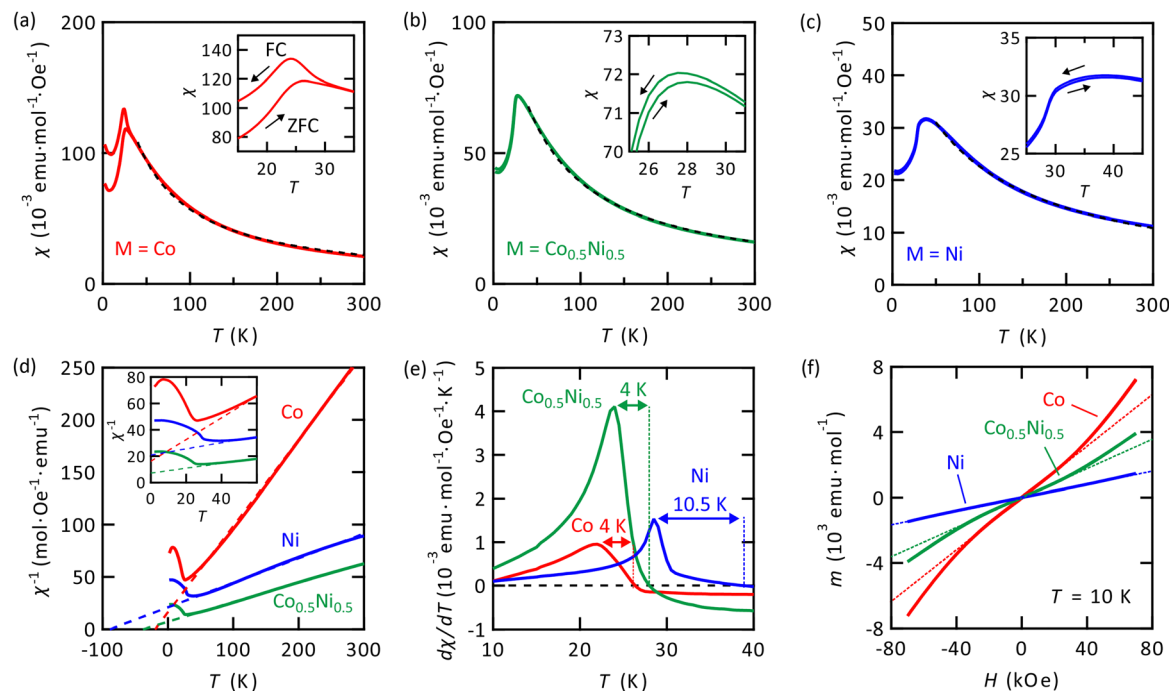 (a)
200
100
0
χ (10⁻³ emu·mol⁻¹·Oe⁻¹)
0 100 200 300
T (K)
M = Co
140
120
100
80
χ
FC
ZFC
20 30
T
(b)
100
50
0
χ (10⁻³ emu·mol⁻¹·Oe⁻¹)
0 100 200 300
T (K)
M = Co₀.₅Ni₀.₅
73
72
71
70
χ
26 28 30
T
(c)
50
40
30
20
10
0
χ (10⁻³ emu·mol⁻¹·Oe⁻¹)
0 100 200 300
T (K)
M = Ni
35
30
25
χ
30 40
T
(d)
250
200
150
100
50
0
χ⁻¹ (mol·Oe⁻¹·emu⁻¹)
-100 0 100 200 300
T (K)
80
60
40
20
0
χ⁻¹
0 20 40 60
T
Co
Ni
Co₀.₅Ni₀.₅
(e)
5
4
3
2
1
0
-1
dχ/dT (10⁻³ emu·mol⁻¹·Oe⁻¹·K⁻¹)
10 20 30 40
T (K)
Co₀.₅Ni₀.₅
4 K
Ni
10.5 K
Co 4 K
(f)
8
4
0
-4
-8
m (10³ emu·mol⁻¹)
-80 -40 0 40 80
H (kOe)
Co
Co₀.₅Ni₀.₅
Ni
T = 10 K